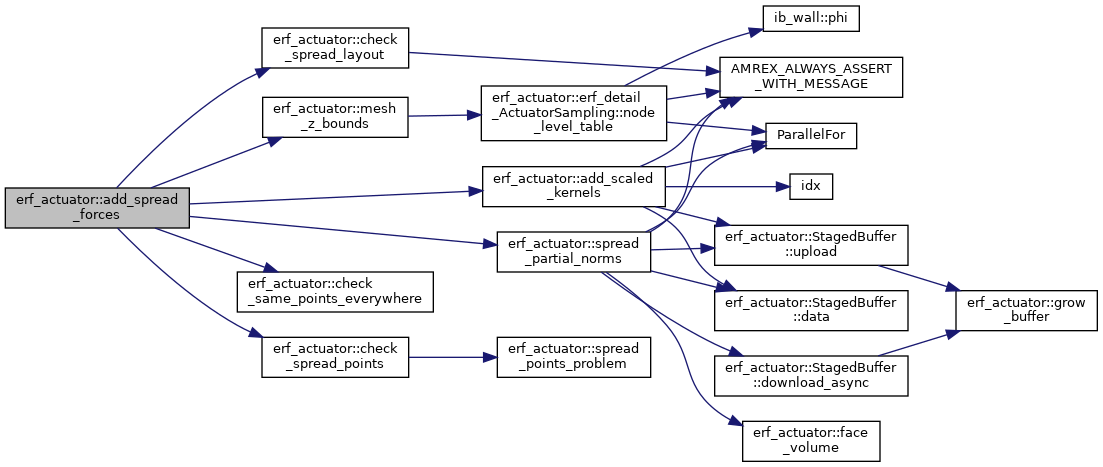 erf_actuator::add_spread
_forces
erf_actuator::check
_spread_layout
erf_actuator::mesh
_z_bounds
erf_actuator::erf_detail
_ActuatorSampling::node
_level_table
ib_wall::phi
AMREX_ALWAYS_ASSERT
_WITH_MESSAGE
ParallelFor
erf_actuator::add_scaled
_kernels
idx
erf_actuator::spread
_partial_norms
erf_actuator::StagedBuffer
::upload
erf_actuator::StagedBuffer
::data
erf_actuator::grow
_buffer
erf_actuator::check
_same_points_everywhere
erf_actuator::check
_spread_points
erf_actuator::spread
_points_problem
erf_actuator::StagedBuffer
::download_async
erf_actuator::face
_volume